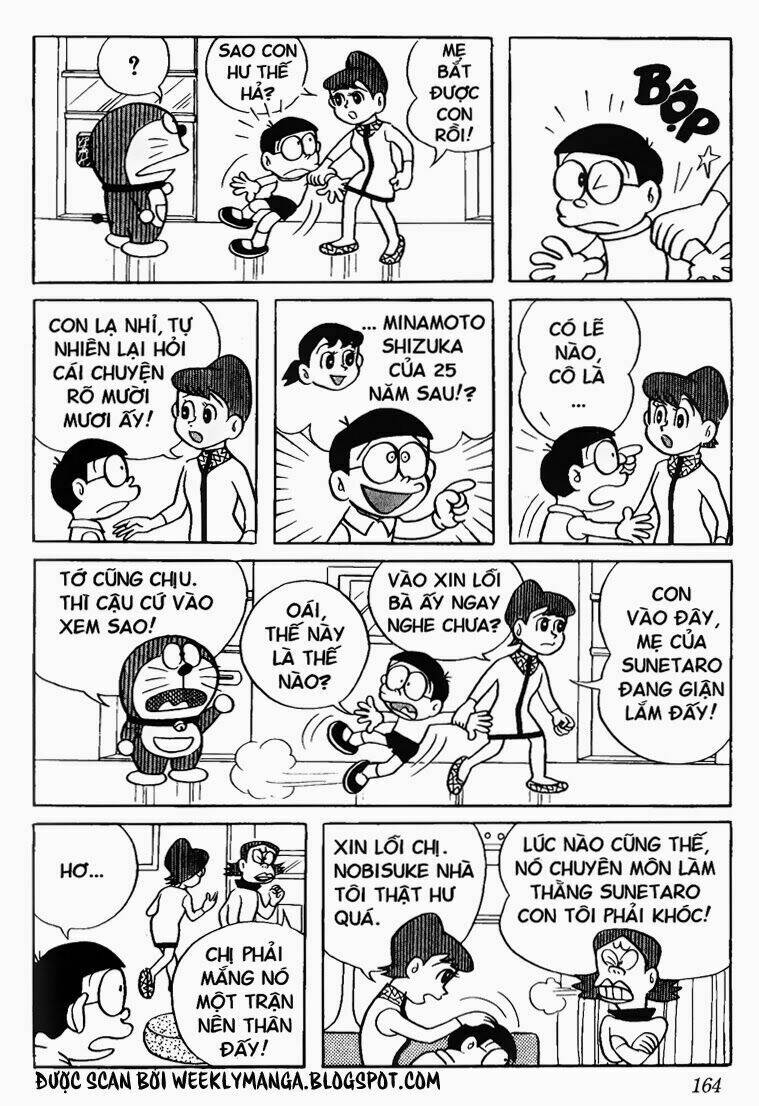 BỘP
MẸ
BẮT
ĐƯỢC
CON
RỒI!
SAO CON
HƯ THẾ
HẢ?
?
CÓ LẼ
NÀO,
CÔ LÀ
...
... MINAMOTO
SHIZUKA
CỦA 25
NĂM SAU!?
CON LẠ NHỈ, TỰ
NHIÊN LẠI HỎI
CÁI CHUYỆN
RÕ MƯỜI
MƯƠI ẤY!
CON
VÀO ĐÂY,
MẸ CỦA
SUNETARO
ĐANG GIẬN
LẮM ĐẤY!
VÀO XIN LỖI
BÀ ẤY NGAY
NGHE CHƯA?
OÁI,
THẾ NÀY
LÀ THẾ
NÀO?
TỚ CŨNG CHỊU.
THÌ CẬU CỨ VÀO
XEM SAO!
LÚC NÀO CŨNG THẾ,
NÓ CHUYÊN MÔN LÀM
THẰNG SUNETARO
CON TÔI PHẢI KHÓC!
XIN LỖI CHỊ.
NOBISUKE NHÀ
TÔI THẬT HƯ
QUÁ.
CHỊ PHẢI
MẮNG NÓ
MỘT TRẬN
NÊN THÂN
ĐẤY!
HƠ...
ĐƯỢC SCAN BỞI WEEKLYMANGA.BLOGSPOT.COM
164